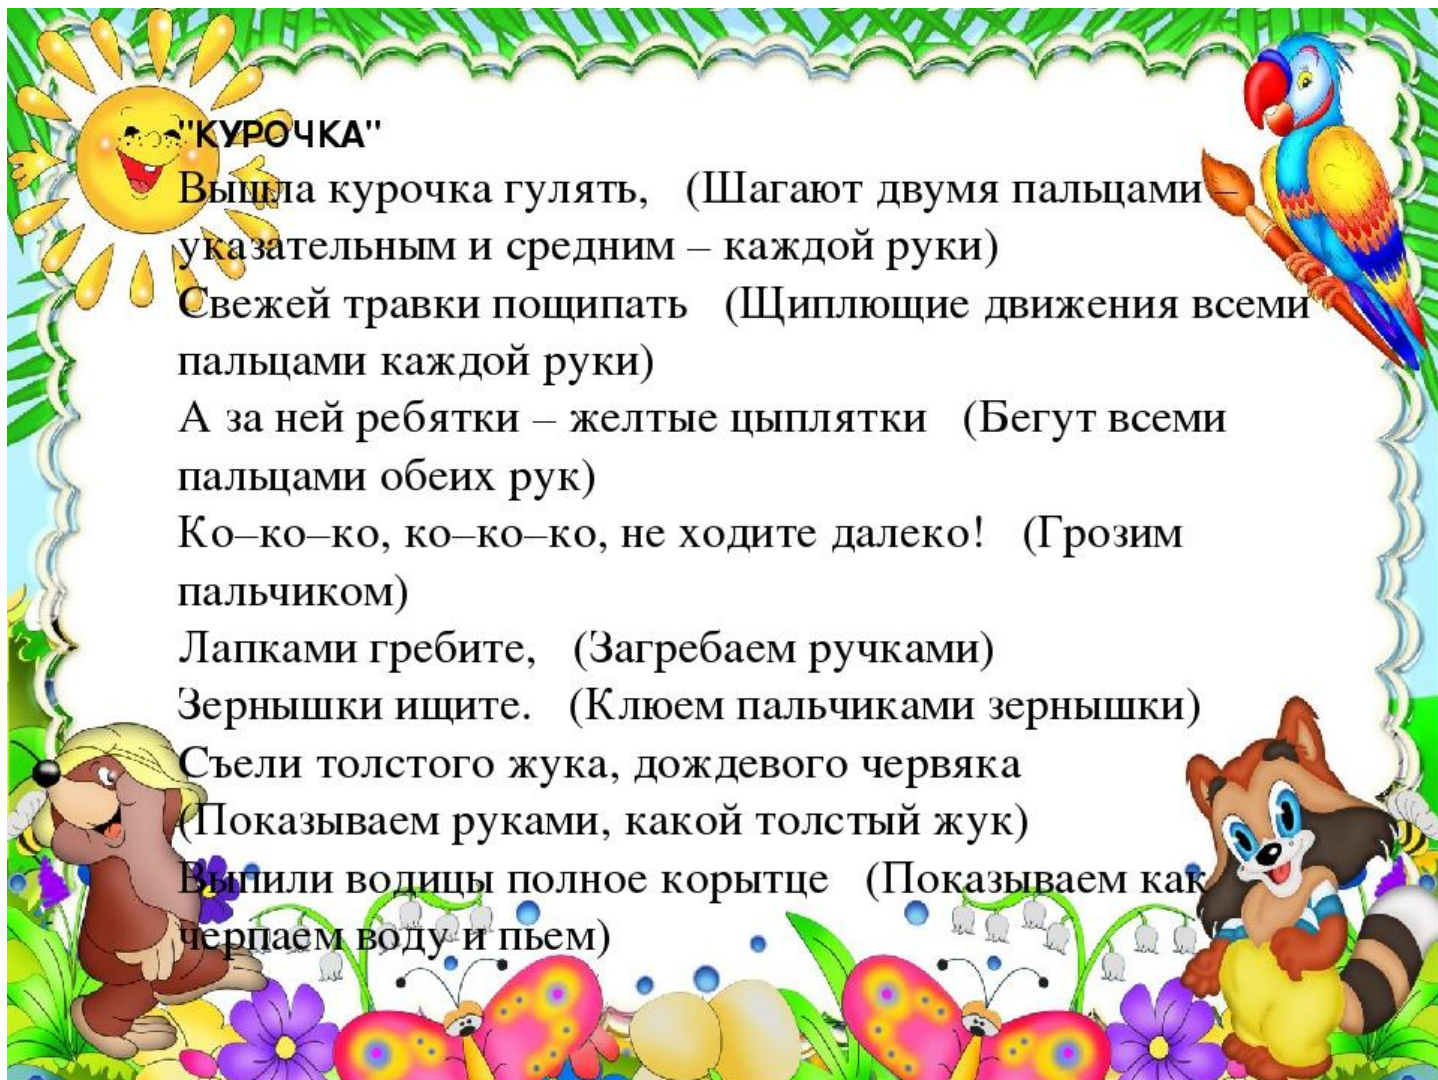 "КУРОЧКА"
Вышла курочка гулять, (Шагают двумя пальцами –
указательным и средним – каждой руки)
Свежей травки пощипать (Щиплющие движения всеми
пальцами каждой руки)
А за ней ребятки – желтые цыплятки (Бегут всеми
пальцами обеих рук)
Ко–ко–ко, ко–ко–ко, не ходите далеко! (Грозим
пальчиком)
Лапками гребите, (Загребаем ручками)
Зернышки ищите. (Клюем пальчиками зернышки)
Съели толстого жука, дождевого червяка
(Показываем руками, какой толстый жук)
Выпили водицы полное корытце (Показываем как
черпаем воду и пьем)